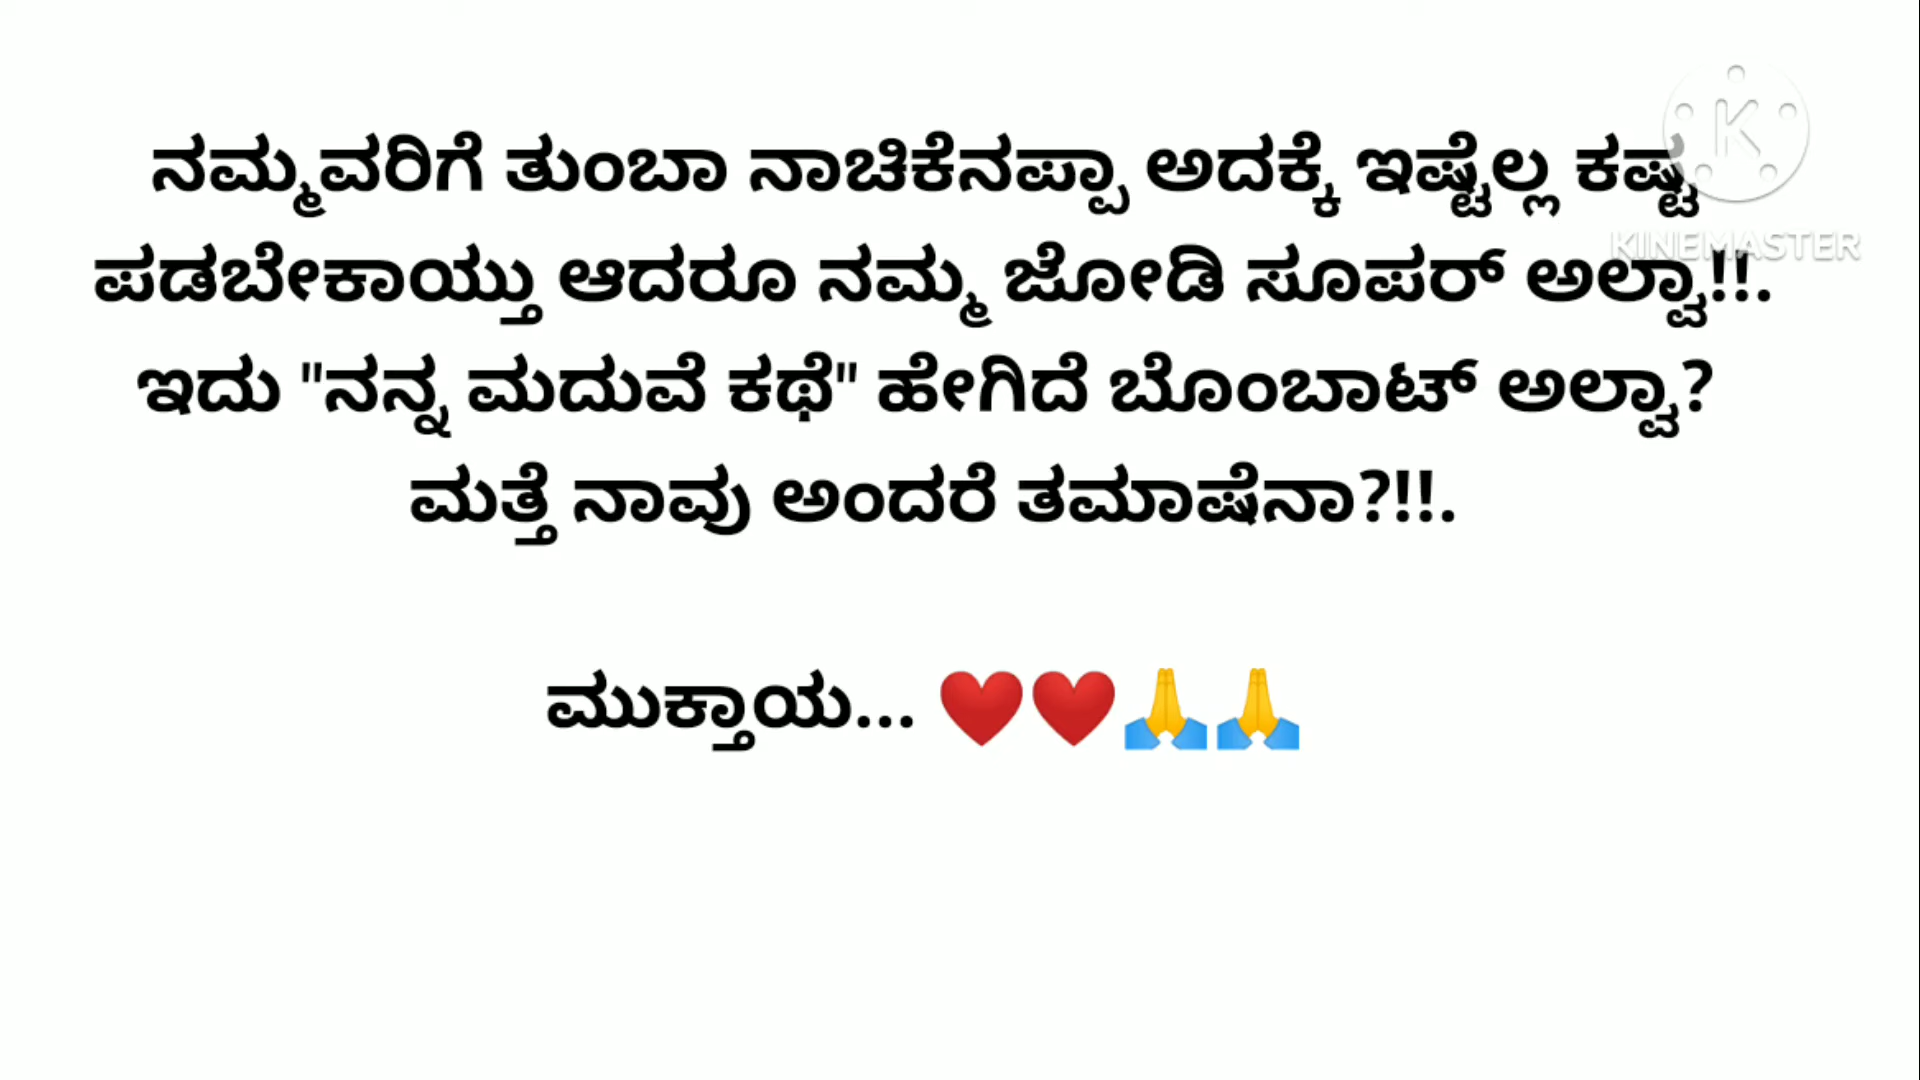 ನಮ್ಮವರಿಗೆ ತುಂಬಾ ನಾಚಿಕೆನಪ್ಪಾ ಅದಕ್ಕೆ ಇಷ್ಟೆಲ್ಲ ಕಷ್ಟ
ಪಡಬೇಕಾಯ್ತು ಆದರೂ ನಮ್ಮ ಜೋಡಿ ಸೂಪರ್ ಅಲ್ವಾ!!.
ಇದು "ನನ್ನ ಮದುವೆ ಕಥೆ" ಹೇಗಿದೆ ಬೊಂಬಾಟ್ ಅಲ್ವಾ?
ಮತ್ತೆ ನಾವು ಅಂದರೆ ತಮಾಷೆನಾ?!!.
ಮುಕ್ತಾಯ... ❤️❤️🙏🙏
K
KINEMASTER